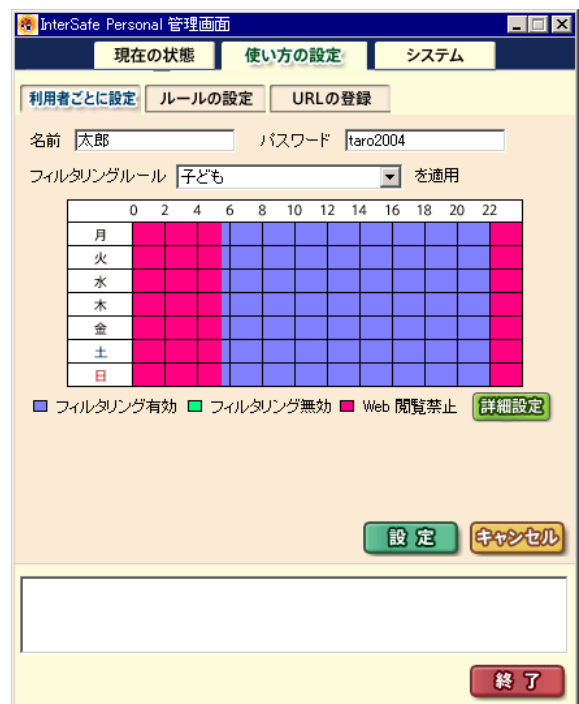 InterSafe Personal 管理画面
現在の状態 使い方の設定 システム
利用者ごとに設定 ルールの設定 URLの登録
名前 太郎 パスワード taro2004
フィルタリングルール 子ども を適用
0 2 4 6 8 10 12 14 16 18 20 22
月
火
水
木
金
土
日
フィルタリング有効 フィルタリング無効 Web 閲覧禁止 詳細設定
設定 キャンセル
終了